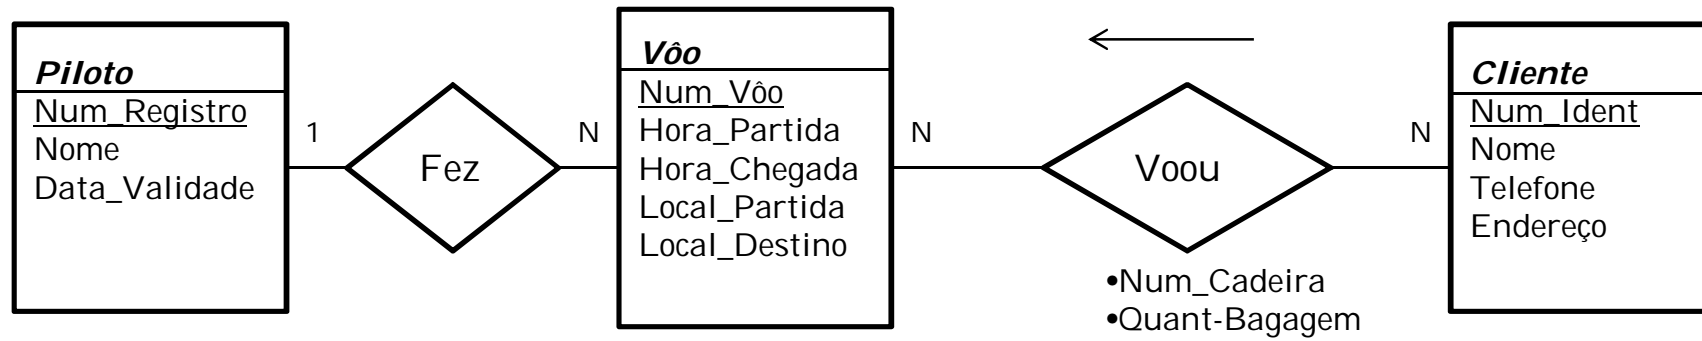 Piloto
Num_Registro
Nome
Data_Validade
1
Fez
N
Vôo
Num_Vôo
Hora_Partida
Hora_Chegada
Local_Partida
Local_Destino
N
Voou
•Num_Cadeira
•Quant-Bagagem
N
Cliente
Num_Ident
Nome
Telefone
Endereço